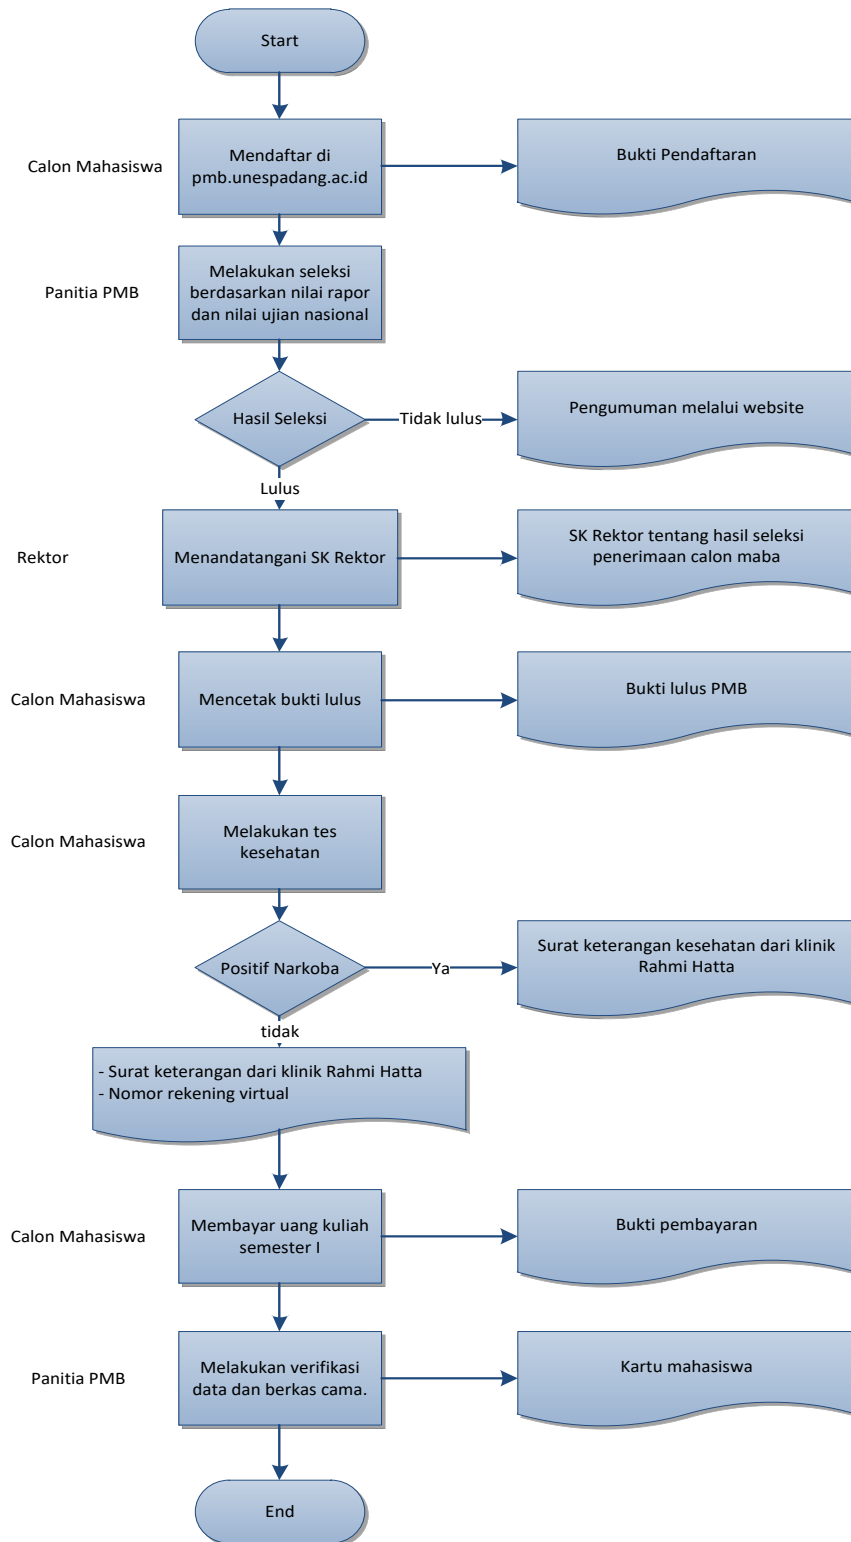 Start
Calon Mahasiswa
Mendaftar di
pmb.unespadang.ac.id
Bukti Pendaftaran
Panitia PMB
Melakukan seleksi
berdasarkan nilai rapor
dan nilai ujian nasional
Hasil Seleksi
Tidak lulus
Pengumuman melalui website
Lulus
Rektor
Menandatangani SK Rektor
SK Rektor tentang hasil seleksi
penerimaan calon maba
Calon Mahasiswa
Mencetak bukti lulus
Bukti lulus PMB
Calon Mahasiswa
Melakukan tes
kesehatan
Positif Narkoba
Ya
Surat keterangan kesehatan dari klinik
Rahmi Hatta
tidak
- Surat keterangan dari klinik Rahmi Hatta
- Nomor rekening virtual
Calon Mahasiswa
Membayar uang kuliah
semester I
Bukti pembayaran
Panitia PMB
Melakukan verifikasi
data dan berkas cama.
Kartu mahasiswa
End